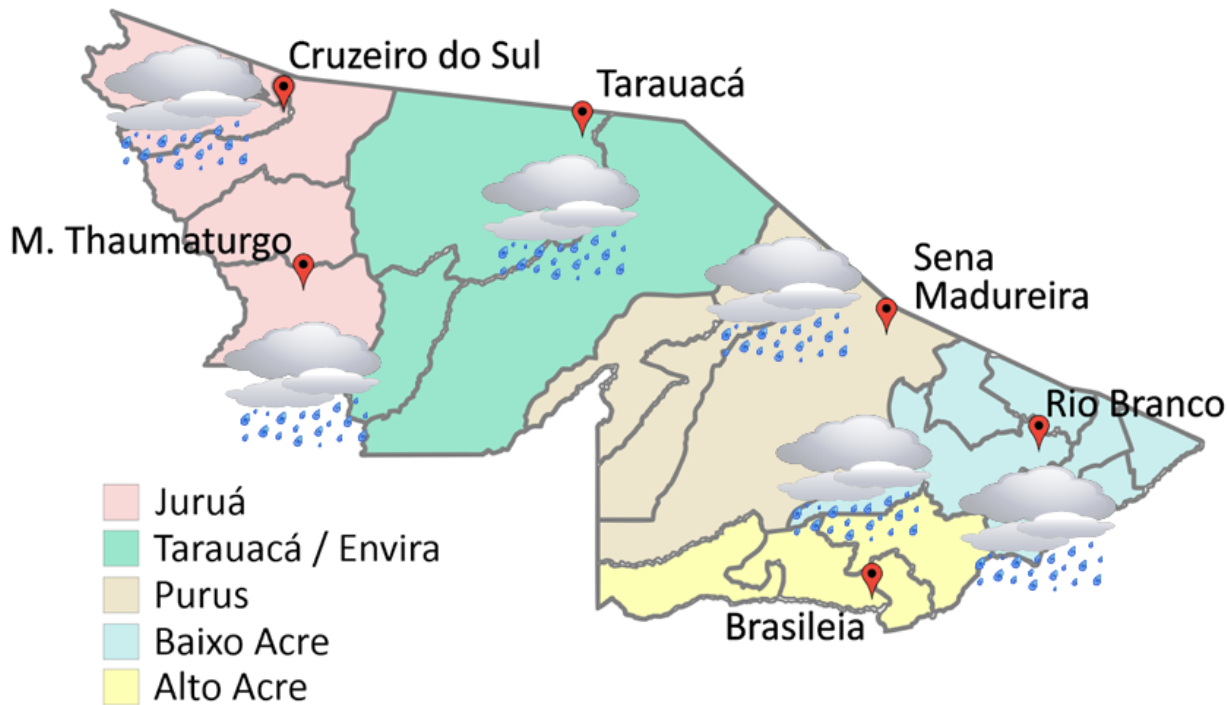 Cruzeiro do Sul
Tarauacá
M. Thaumaturgo
Sena
Madureira
Rio Branco
Brasileia
Juruá
Tarauacá / Envira
Purus
Baixo Acre
Alto Acre